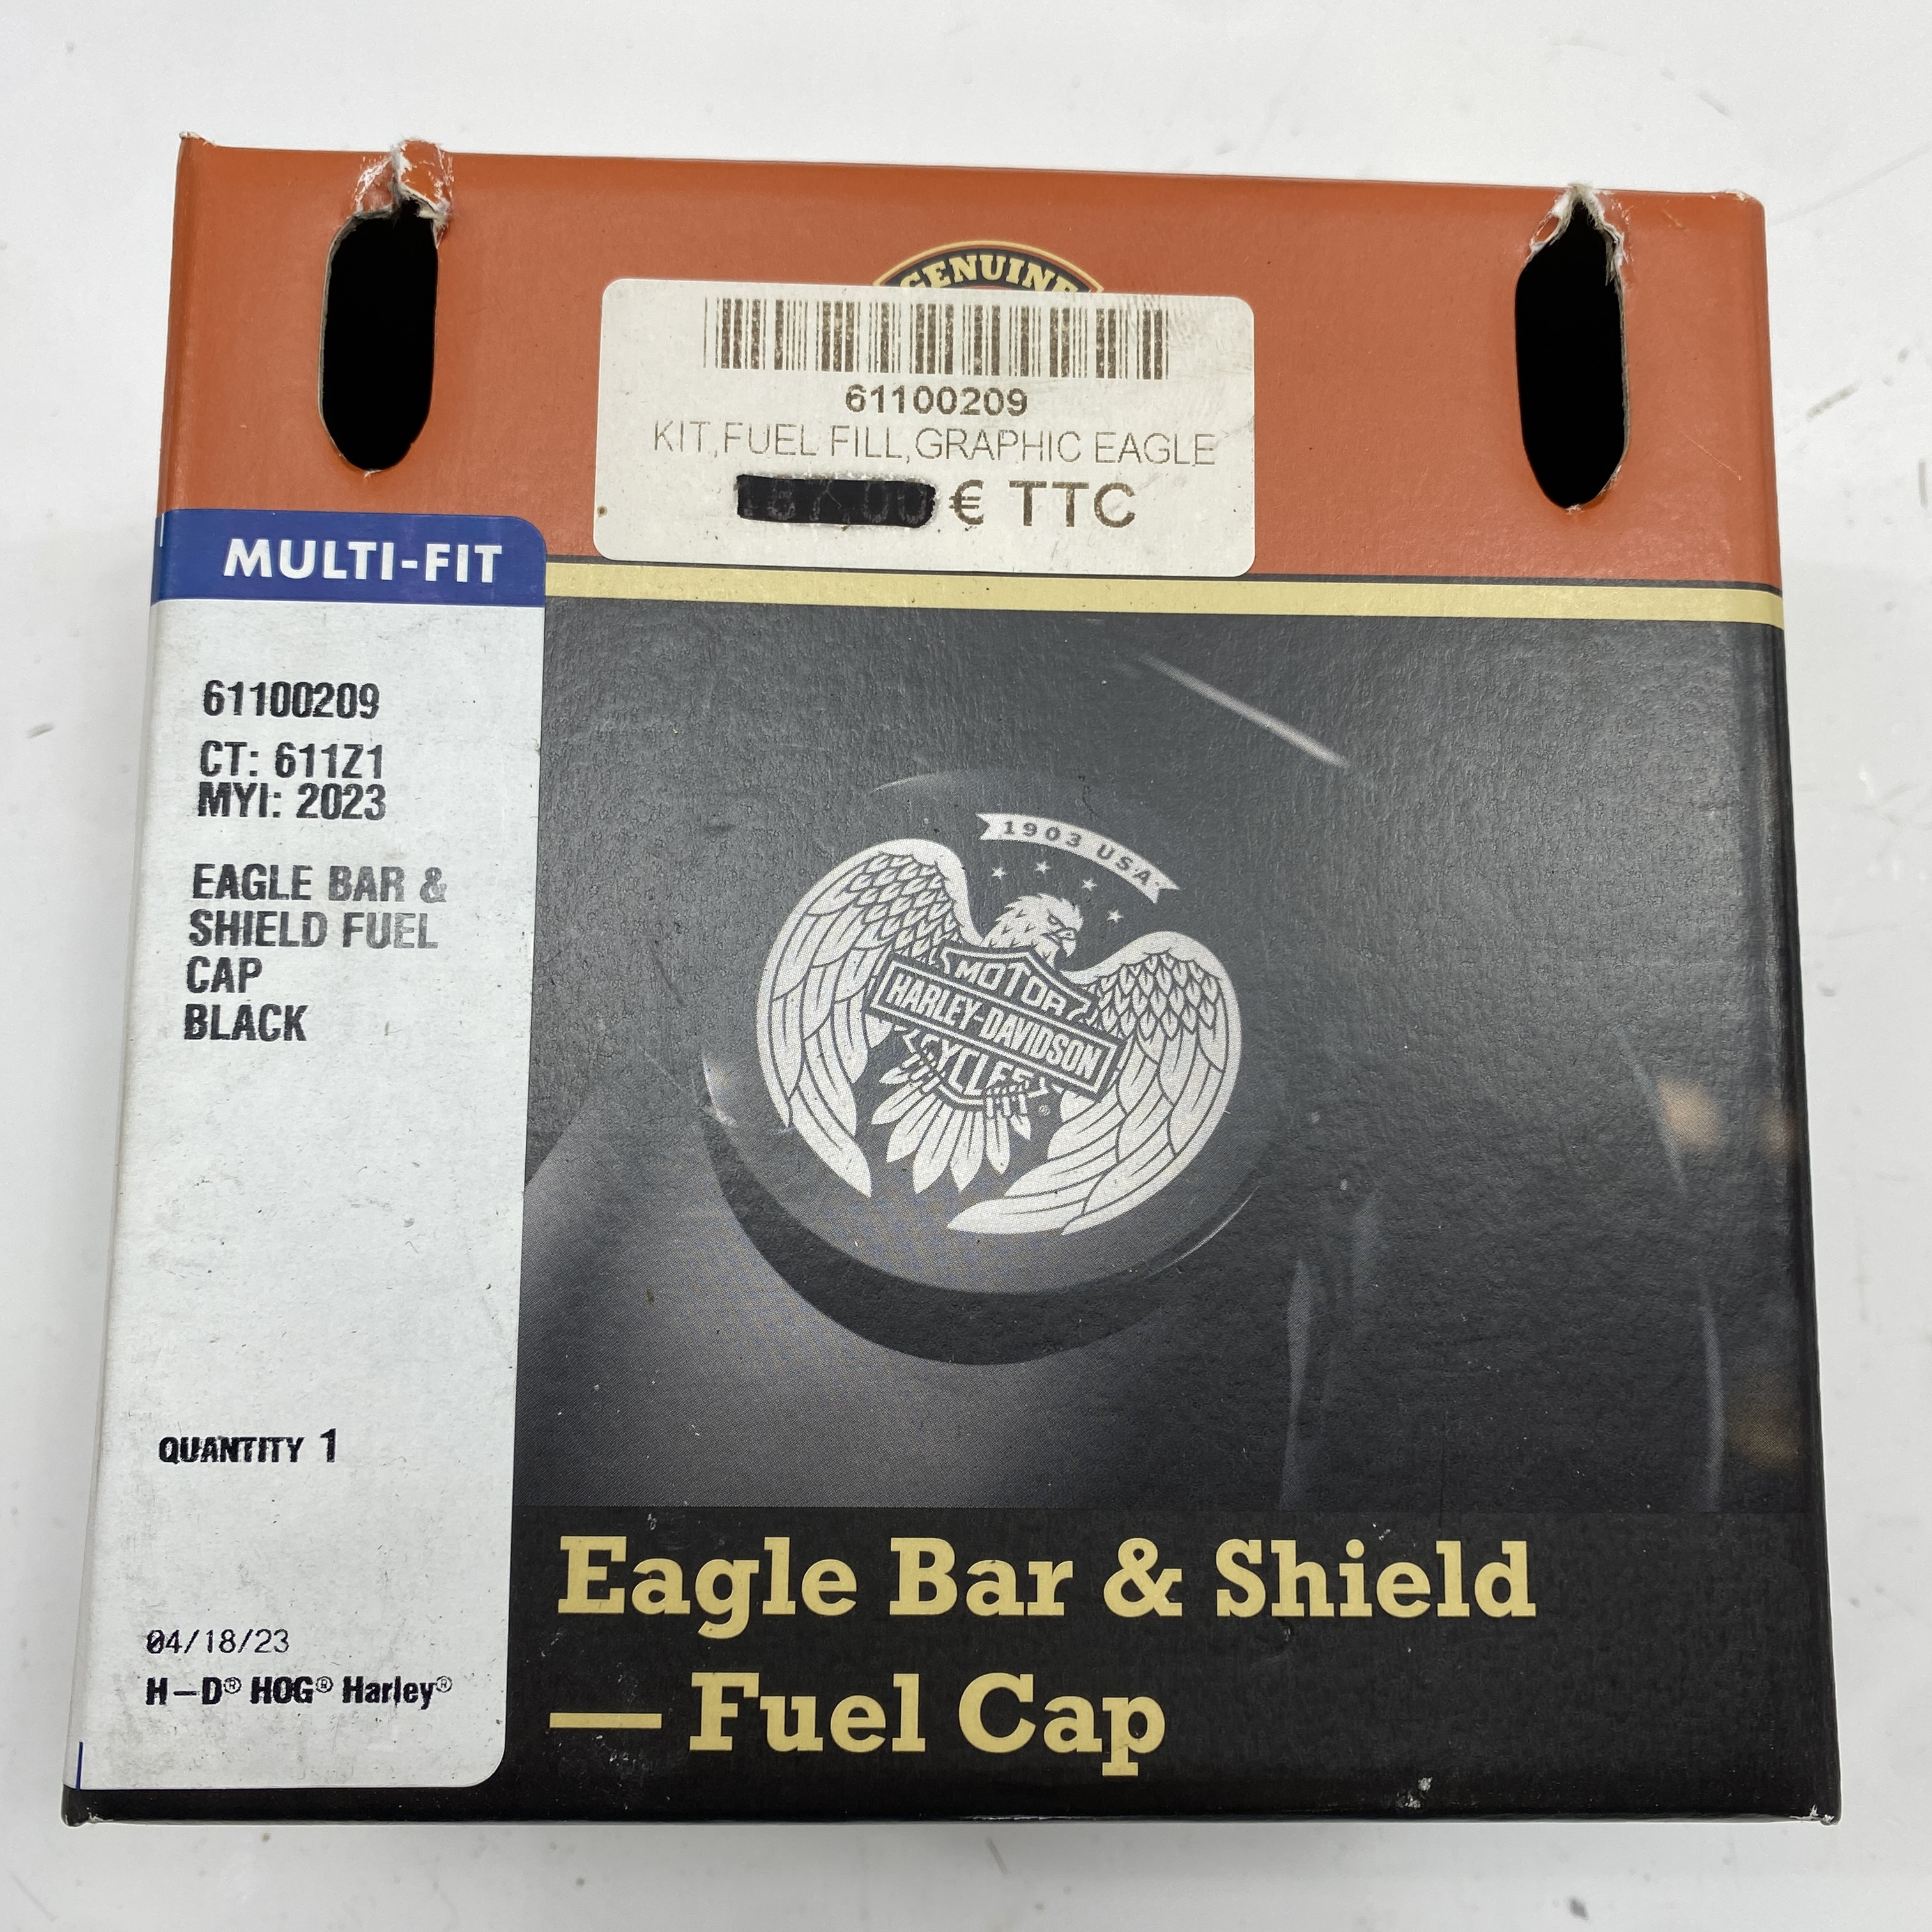 GENUINE
61100209
KIT,FUEL FILL,GRAPHIC EAGLE
€ TTC
MULTI-FIT
61100209
CT: 611Z1
MYI: 2023
EAGLE BAR &
SHIELD FUEL
CAP
BLACK
QUANTITY 1
04/18/23
H-D® HOG® Harley®
1903 USA
MOTOR
HARLEY-DAVIDSON
CYCLES
®
Eagle Bar & Shield
— Fuel Cap